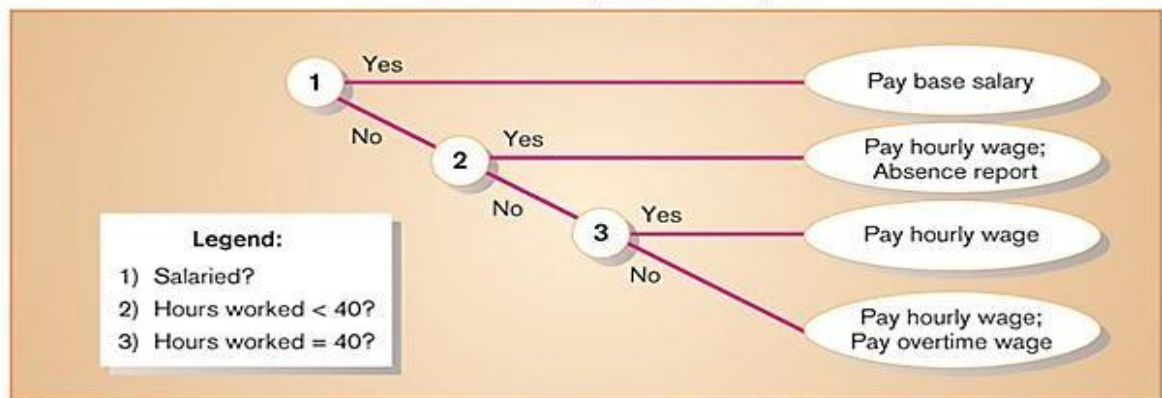 1
Yes
Pay base salary
No
2
Yes
Pay hourly wage;
Absence report
No
3
Yes
Pay hourly wage
No
Pay hourly wage;
Pay overtime wage
Legend:
1) Salaried?
2) Hours worked < 40?
3) Hours worked = 40?